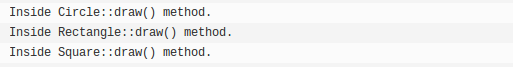 Inside Circle::draw() method.
Inside Rectangle::draw() method.
Inside Square::draw() method.